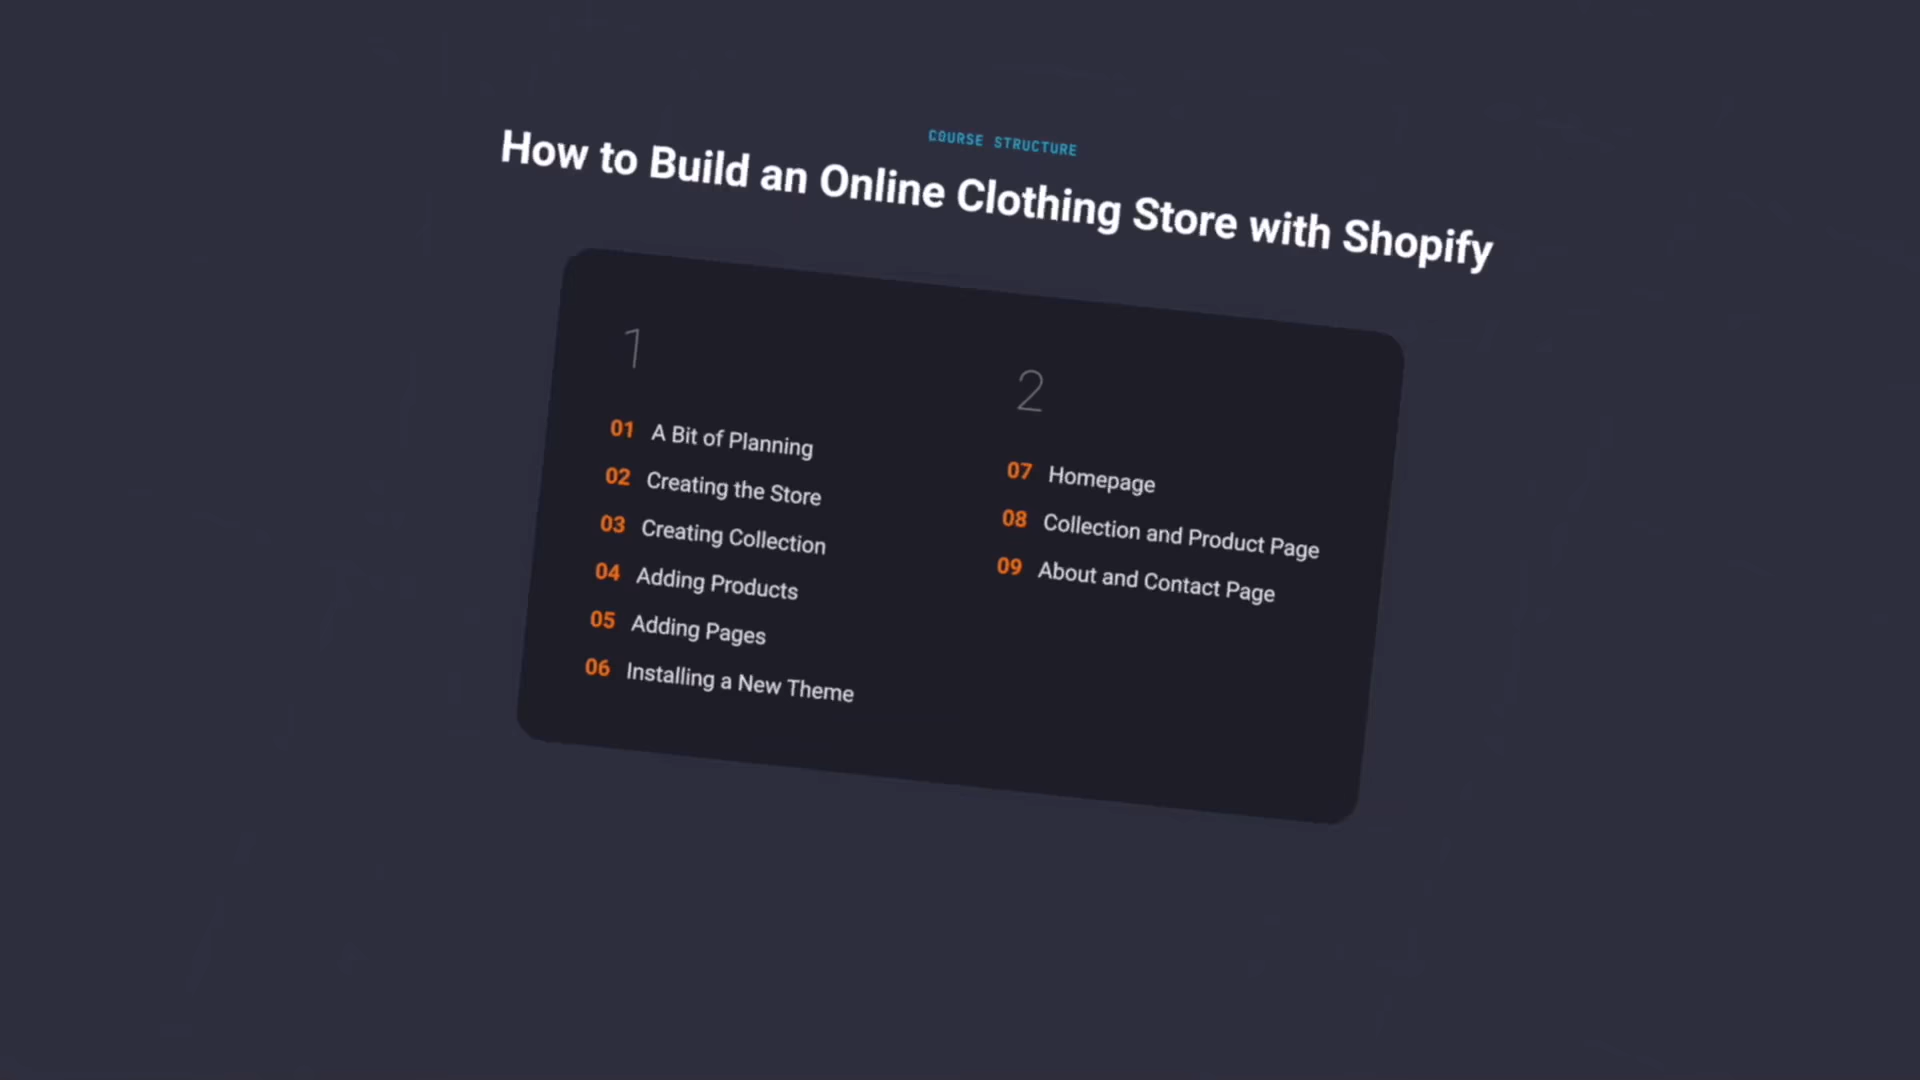 COURSE STRUCTURE
How to Build an Online Clothing Store with Shopify
1
01 A Bit of Planning
02 Creating the Store
03 Creating Collection
04 Adding Products
05 Adding Pages
06 Installing a New Theme
2
07 Homepage
08 Collection and Product Page
09 About and Contact Page